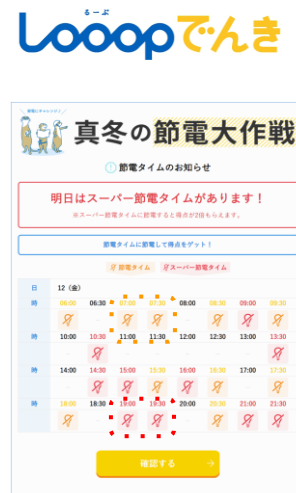 るーぷ
Looopでんき
真冬の節電大作戦
節電タイムのお知らせ
明日はスーパー節電タイムがあります！
※スーパー節電タイムに節電すると得点が2倍もらえます。
節電タイムに節電して得点をゲット！
節電タイム スーパー節電タイム
日 12（金）
時 06:00 06:30 07:00 07:30 08:00 08:30 09:00 09:30
時 10:00 10:30 11:00 11:30 12:00 12:30 13:00 13:30
時 14:00 14:30 15:00 15:30 16:00 16:30 17:00 17:30
時 18:00 18:30 19:00 19:30 20:00 20:30 21:00 21:30
確認する →